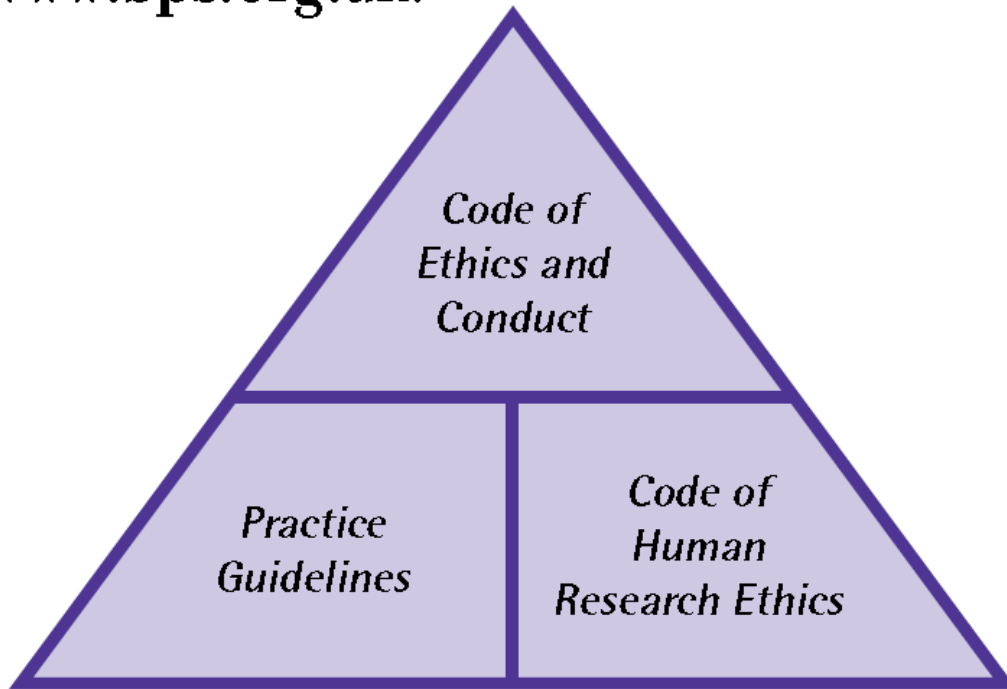 Code of
Ethics and
Conduct
Practice
Guidelines
Code of
Human
Research Ethics